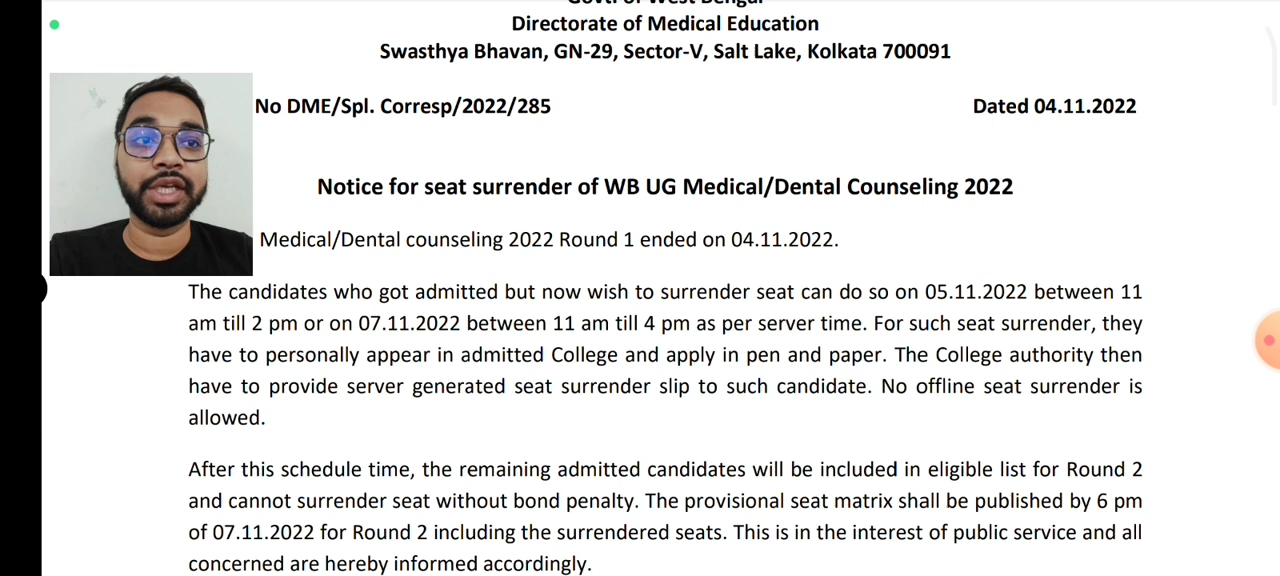 Govt. of West Bengal
Directorate of Medical Education
Swasthya Bhavan, GN-29, Sector-V, Salt Lake, Kolkata 700091
No DME/Spl. Corresp/2022/285 Dated 04.11.2022
Notice for seat surrender of WB UG Medical/Dental Counseling 2022
Medical/Dental counseling 2022 Round 1 ended on 04.11.2022.
The candidates who got admitted but now wish to surrender seat can do so on 05.11.2022 between 11
am till 2 pm or on 07.11.2022 between 11 am till 4 pm as per server time. For such seat surrender, they
have to personally appear in admitted College and apply in pen and paper. The College authority then
have to provide server generated seat surrender slip to such candidate. No offline seat surrender is
allowed.
After this schedule time, the remaining admitted candidates will be included in eligible list for Round 2
and cannot surrender seat without bond penalty. The provisional seat matrix shall be published by 6 pm
of 07.11.2022 for Round 2 including the surrendered seats. This is in the interest of public service and all
concerned are hereby informed accordingly.